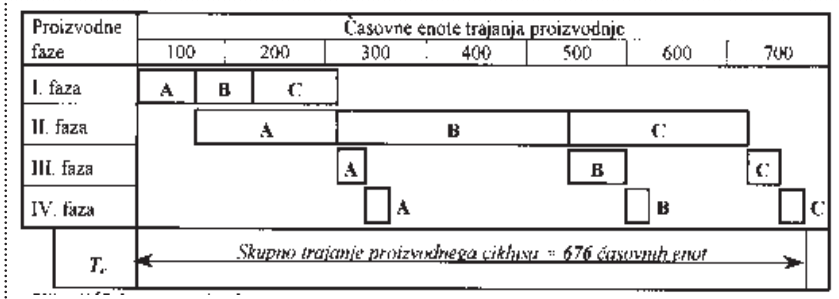 Proizvodne faze
Časovne enote trajanja proizvodnje
100 200 300 400 500 600 700
I. faza A B C
II. faza A B C
III. faza A B C
IV. faza A B C
Tc Skupno trajanje proizvodnega ciklusa = 676 časovnih enot